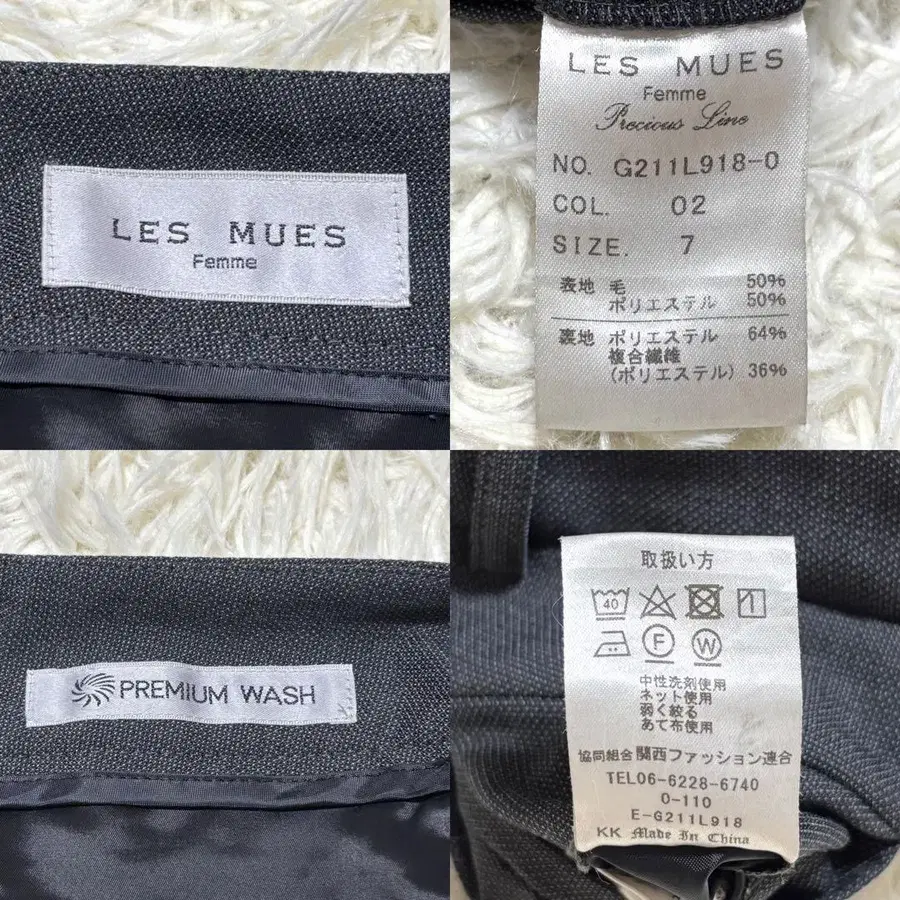 LES MUES
Femme
LES MUES
Femme
Precious Line
NO. G211L918-0
COL. 02
SIZE. 7
表地 毛 50%
ポリエステル 50%
裏地 ポリエステル 64%
複合繊維
(ポリエステル) 36%
PREMIUM WASH
取扱い方
40
F W
中性洗剤使用
ネット使用
弱く絞る
あて布使用
協同組合関西ファッション連合
TEL06-6228-6740
0-110
E-G211L918
KK Made In China